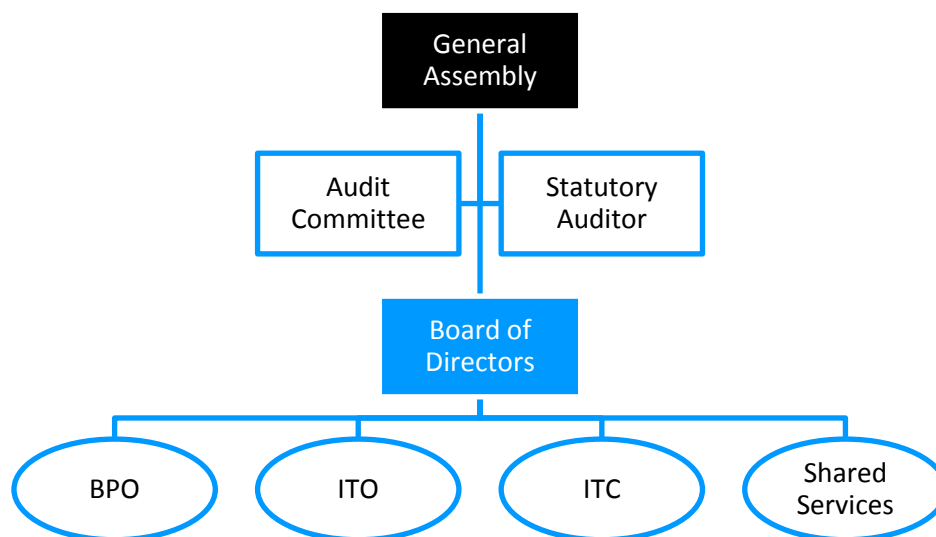 General
Assembly
Audit
Committee
Statutory
Auditor
Board of
Directors
BPO
ITO
ITC
Shared
Services